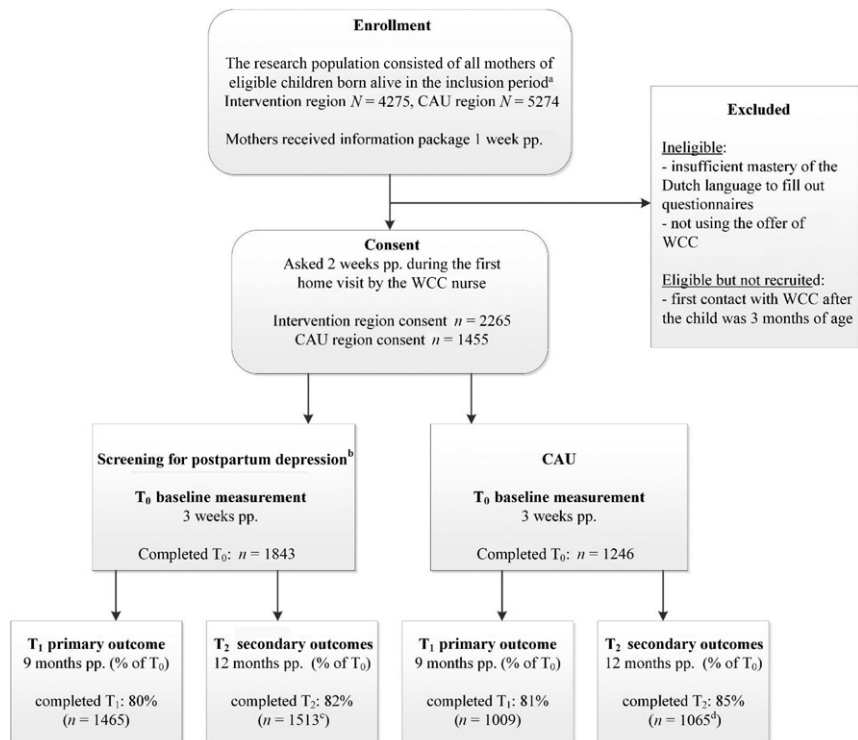 Enrollment
The research population consisted of all mothers of
eligible children born alive in the inclusion periodᵃ
Intervention region N = 4275, CAU region N = 5274
Mothers received information package 1 week pp.
Excluded
Ineligible:
- insufficient mastery of the
Dutch language to fill out
questionnaires
- not using the offer of
WCC
Eligible but not recruited:
- first contact with WCC after
the child was 3 months of age
Consent
Asked 2 weeks pp. during the first
home visit by the WCC nurse
Intervention region consent n = 2265
CAU region consent n = 1455
Screening for postpartum depressionᵇ
T₀ baseline measurement
3 weeks pp.
Completed T₀: n = 1843
CAU
T₀ baseline measurement
3 weeks pp.
Completed T₀: n = 1246
T₁ primary outcome
9 months pp. (% of T₀)
completed T₁: 80%
(n = 1465)
T₂ secondary outcomes
12 months pp. (% of T₀)
completed T₂: 82%
(n = 1513ᶜ)
T₁ primary outcome
9 months pp. (% of T₀)
completed T₁: 81%
(n = 1009)
T₂ secondary outcomes
12 months pp. (% of T₀)
completed T₂: 85%
(n = 1065ᵈ)